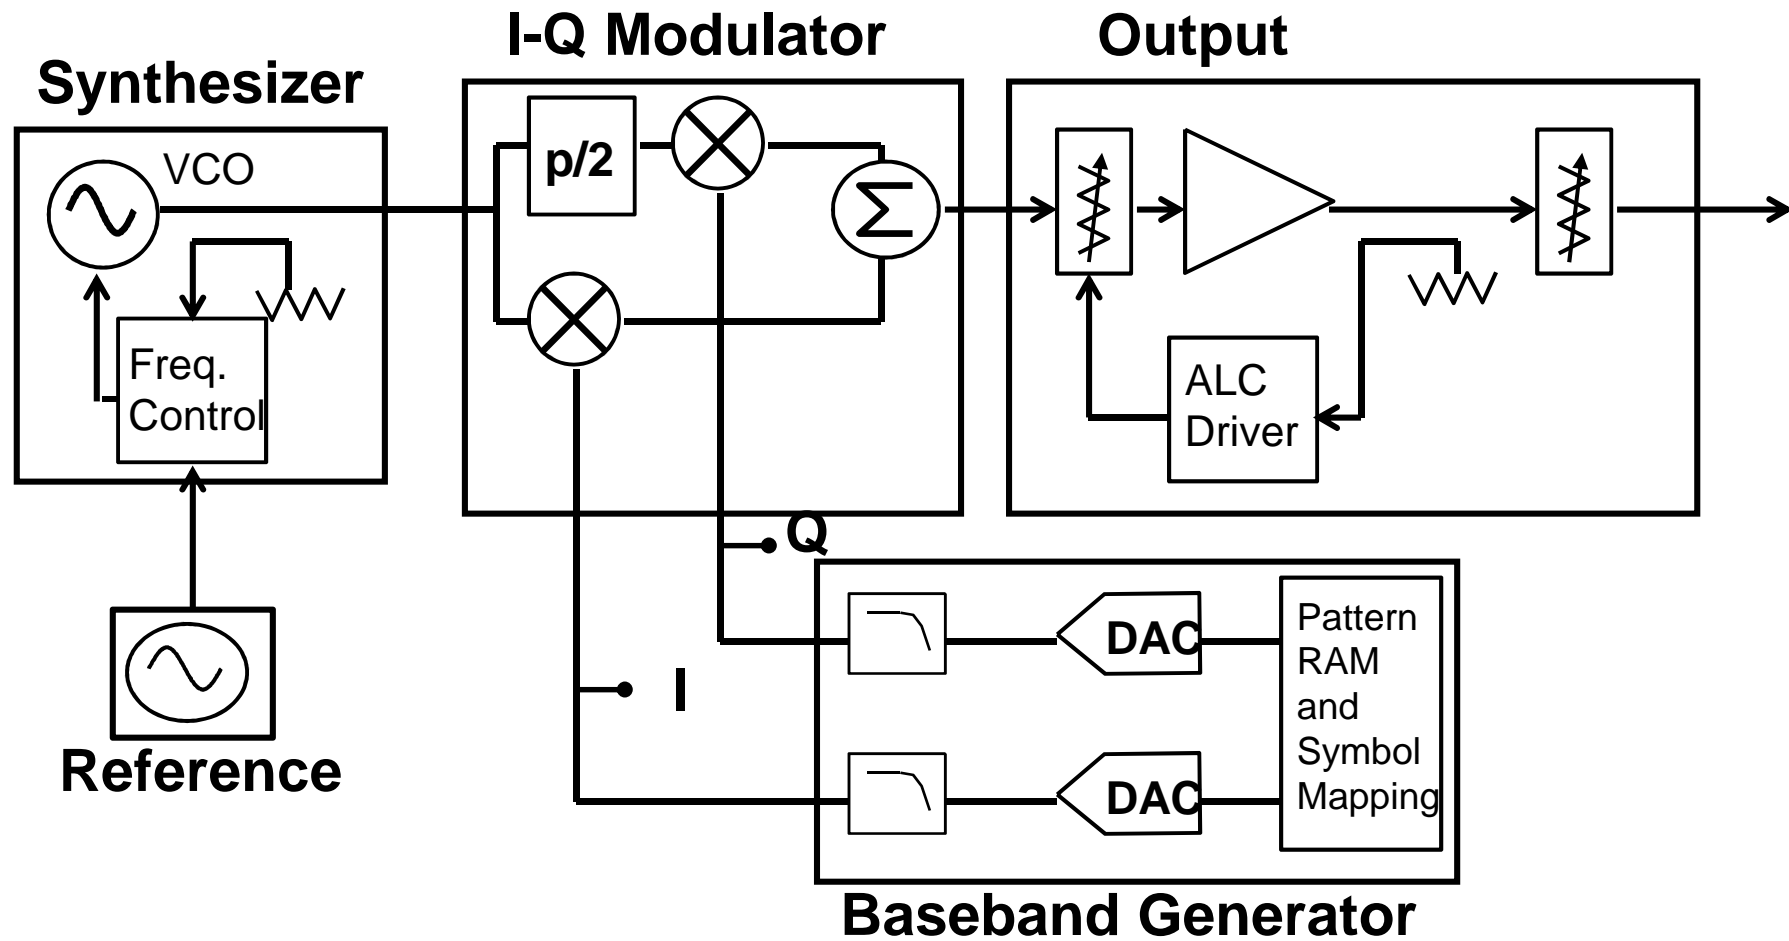 I-Q Modulator
Output
Synthesizer
VCO
p/2
Σ
Freq.
Control
ALC
Driver
Q
I
Reference
DAC
DAC
Pattern
RAM
and
Symbol
Mapping
Baseband Generator